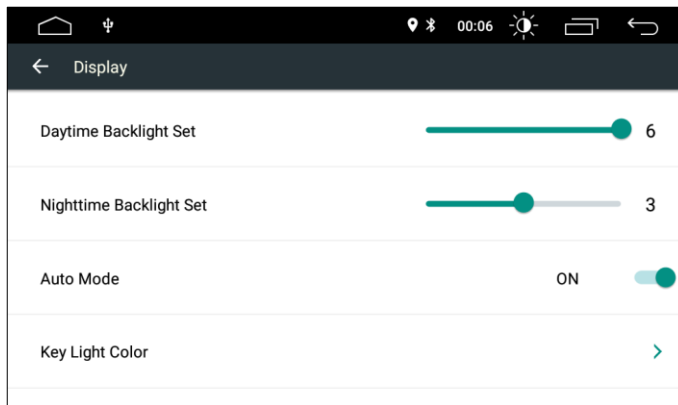 00:06
Display
Daytime Backlight Set 6
Nighttime Backlight Set 3
Auto Mode ON
Key Light Color